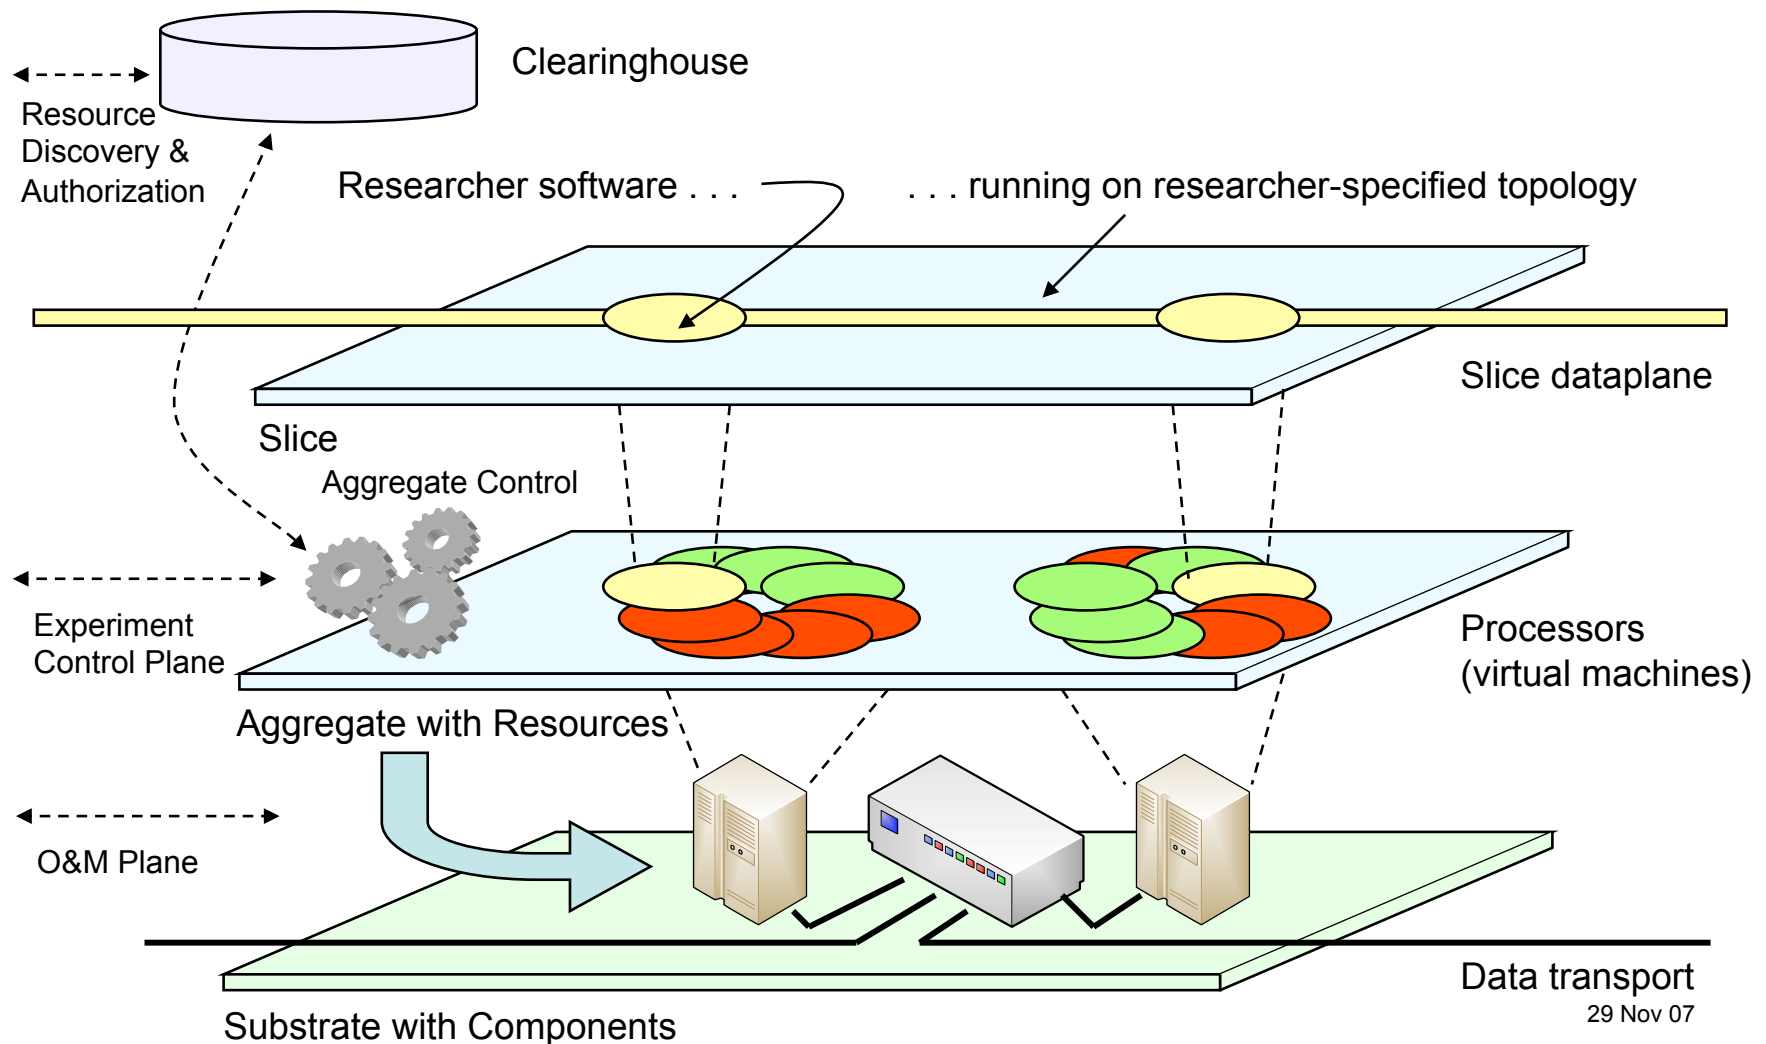 Clearinghouse
Resource
Discovery &
Authorization
Researcher software . . .
. . . running on researcher-specified topology
Slice dataplane
Slice
Aggregate Control
Experiment
Control Plane
Processors
(virtual machines)
Aggregate with Resources
O&M Plane
Data transport
29 Nov 07
Substrate with Components